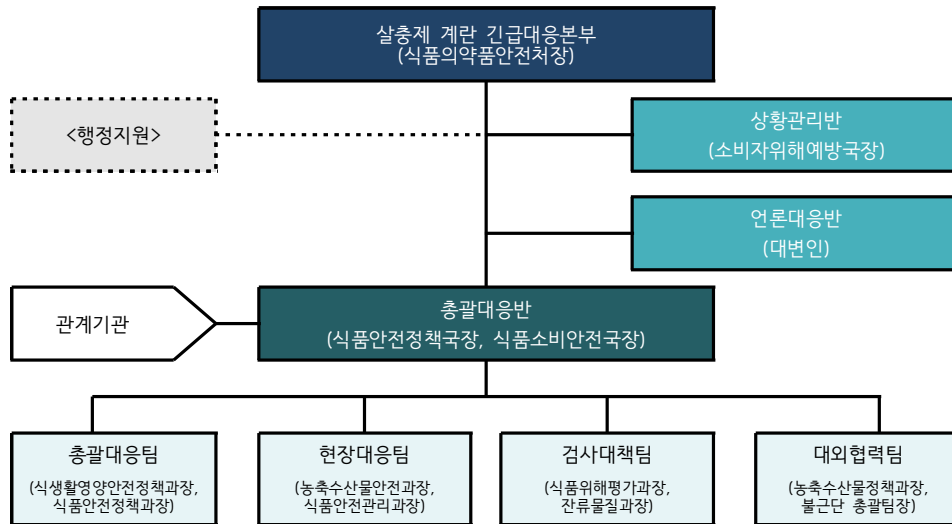 살충제 계란 긴급대응본부
(식품의약품안전처장)
<행정지원>
상황관리반
(소비자위해예방국장)
언론대응반
(대변인)
관계기관
총괄대응반
(식품안전정책국장, 식품소비안전국장)
총괄대응팀
(식생활영양안전정책과장,
식품안전정책과장)
현장대응팀
(농축수산물안전과장,
식품안전관리과장)
검사대책팀
(식품위해평가과장,
잔류물질과장)
대외협력팀
(농축수산물정책과장,
불근단 총괄팀장)